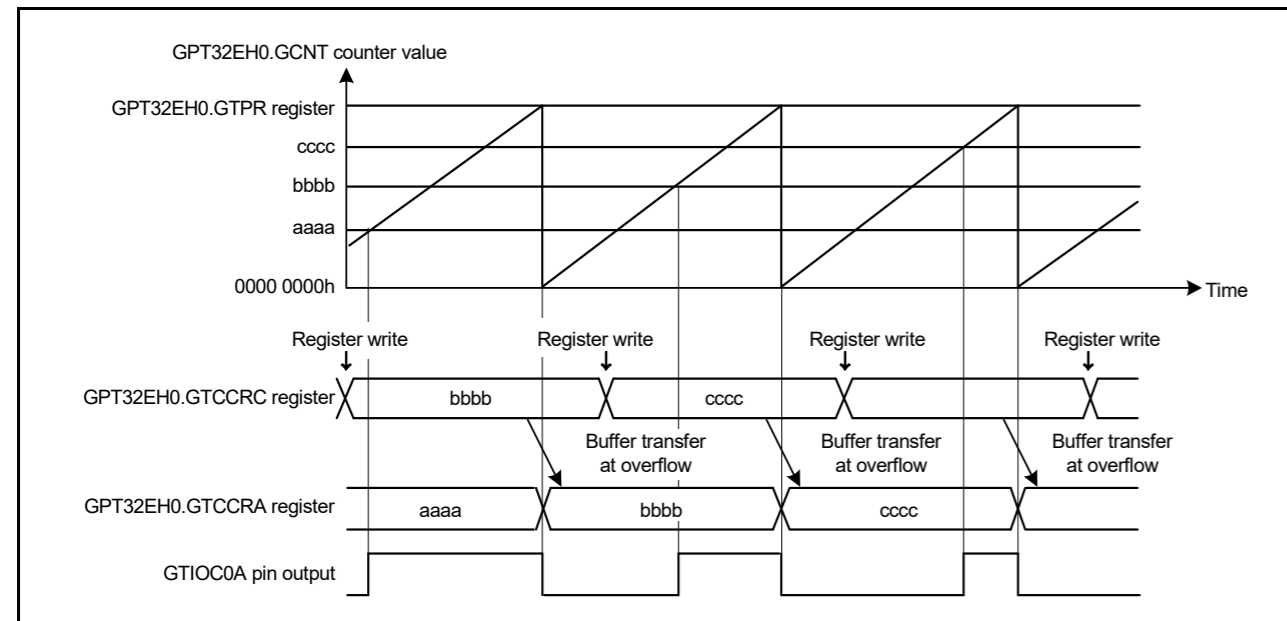 GPT32EH0.GCNT counter value
GPT32EH0.GTPR register
cccc
bbbb
aaaa
0000 0000h
Time
Register write
Register write
Register write
Register write
GPT32EH0.GTCCRC register
bbbb
cccc
Buffer transfer
at overflow
Buffer transfer
at overflow
Buffer transfer
at overflow
GPT32EH0.GTCCRA register
aaaa
bbbb
cccc
GTIOC0A pin output